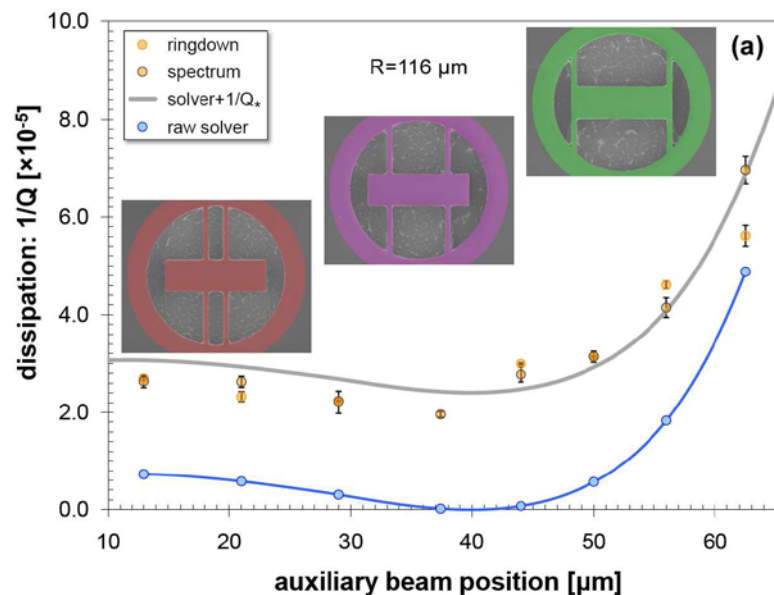 10.0
8.0
6.0
4.0
2.0
0.0
dissipation: 1/Q [×10⁻⁵]
ringdown
spectrum
solver+1/Q*
raw solver
R=116 μm
(a)
10 20 30 40 50 60
auxiliary beam position [μm]